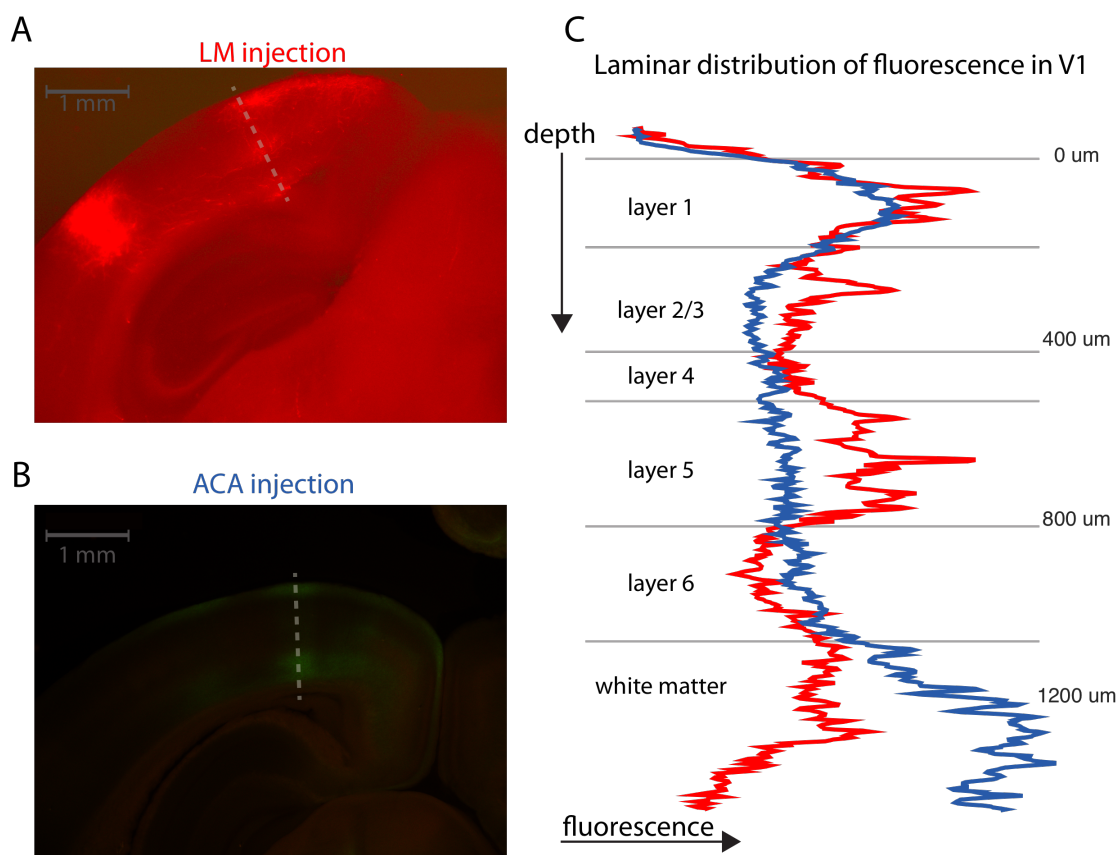 A
LM injection
1 mm
B
ACA injection
1 mm
C
Laminar distribution of fluorescence in V1
depth
0 um
layer 1
layer 2/3
400 um
layer 4
layer 5
800 um
layer 6
white matter
1200 um
fluorescence